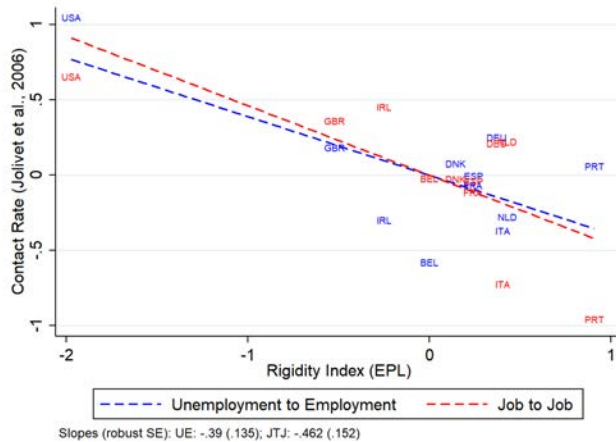 Contact Rate (Jolivet et al., 2006)
1
.5
0
-.5
-1
USA
USA
GBR
GBR
IRL
IRL
BEL
BEL
DNK
DNK
ESP
FRA
DEU
DEU
NLD
NLD
ITA
ITA
PRT
PRT
-2
-1
0
1
Rigidity Index (EPL)
Unemployment to Employment
Job to Job
Slopes (robust SE): UE: -.39 (.135); JTJ: -.462 (.152)